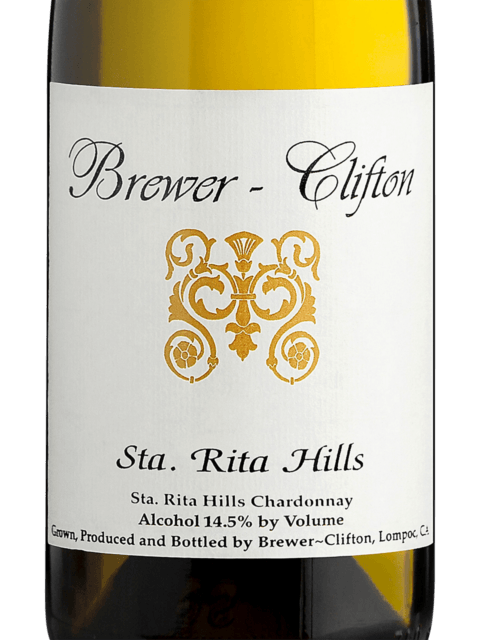 Brewer - Clifton
Sta. Rita Hills
Sta. Rita Hills Chardonnay
Alcohol 14.5% by Volume
Grown, Produced and Bottled by Brewer~Clifton, Lompoc, CA